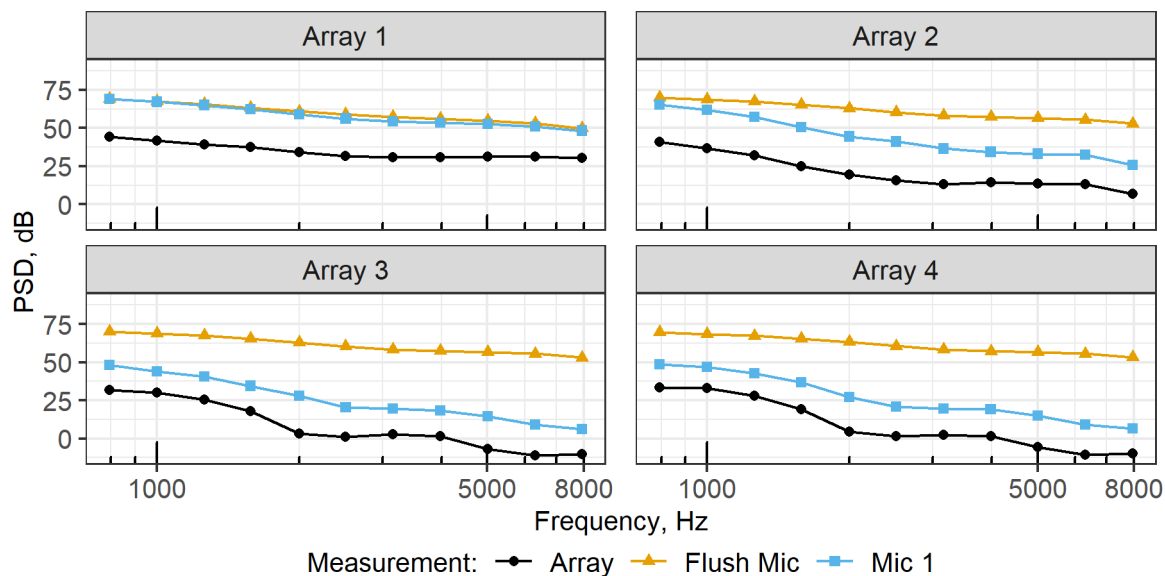 Array 1
Array 2
75
50
25
0
Array 3
Array 4
75
50
25
0
PSD, dB
1000
5000
8000
1000
5000
8000
Frequency, Hz
Measurement: Array Flush Mic Mic 1